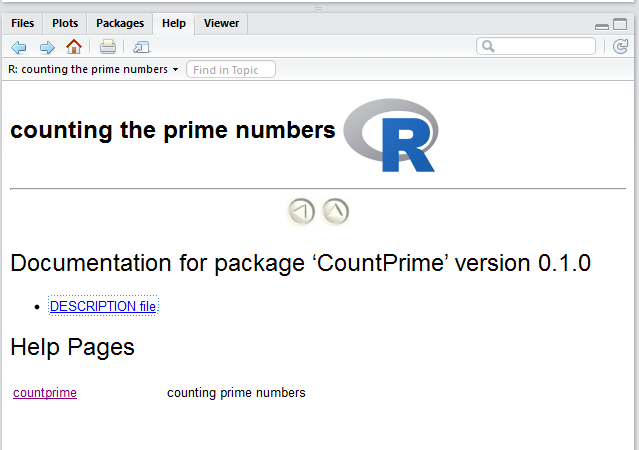 Files Plots Packages Help Viewer
R: counting the prime numbers Find in Topic
counting the prime numbers R
Documentation for package ‘CountPrime’ version 0.1.0
• DESCRIPTION file
Help Pages
countprime counting prime numbers